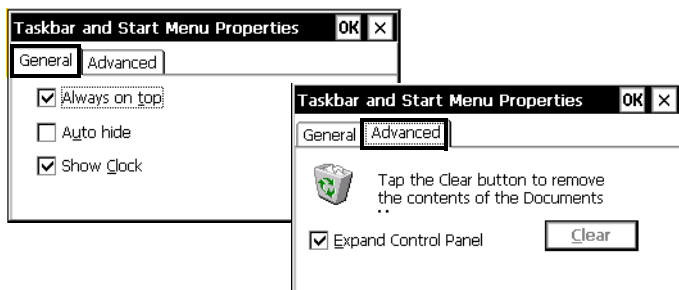 Taskbar and Start Menu Properties OK ×
General Advanced
Always on top
Auto hide
Show Clock
Taskbar and Start Menu Properties OK ×
General Advanced
Tap the Clear button to remove
the contents of the Documents
Expand Control Panel Clear